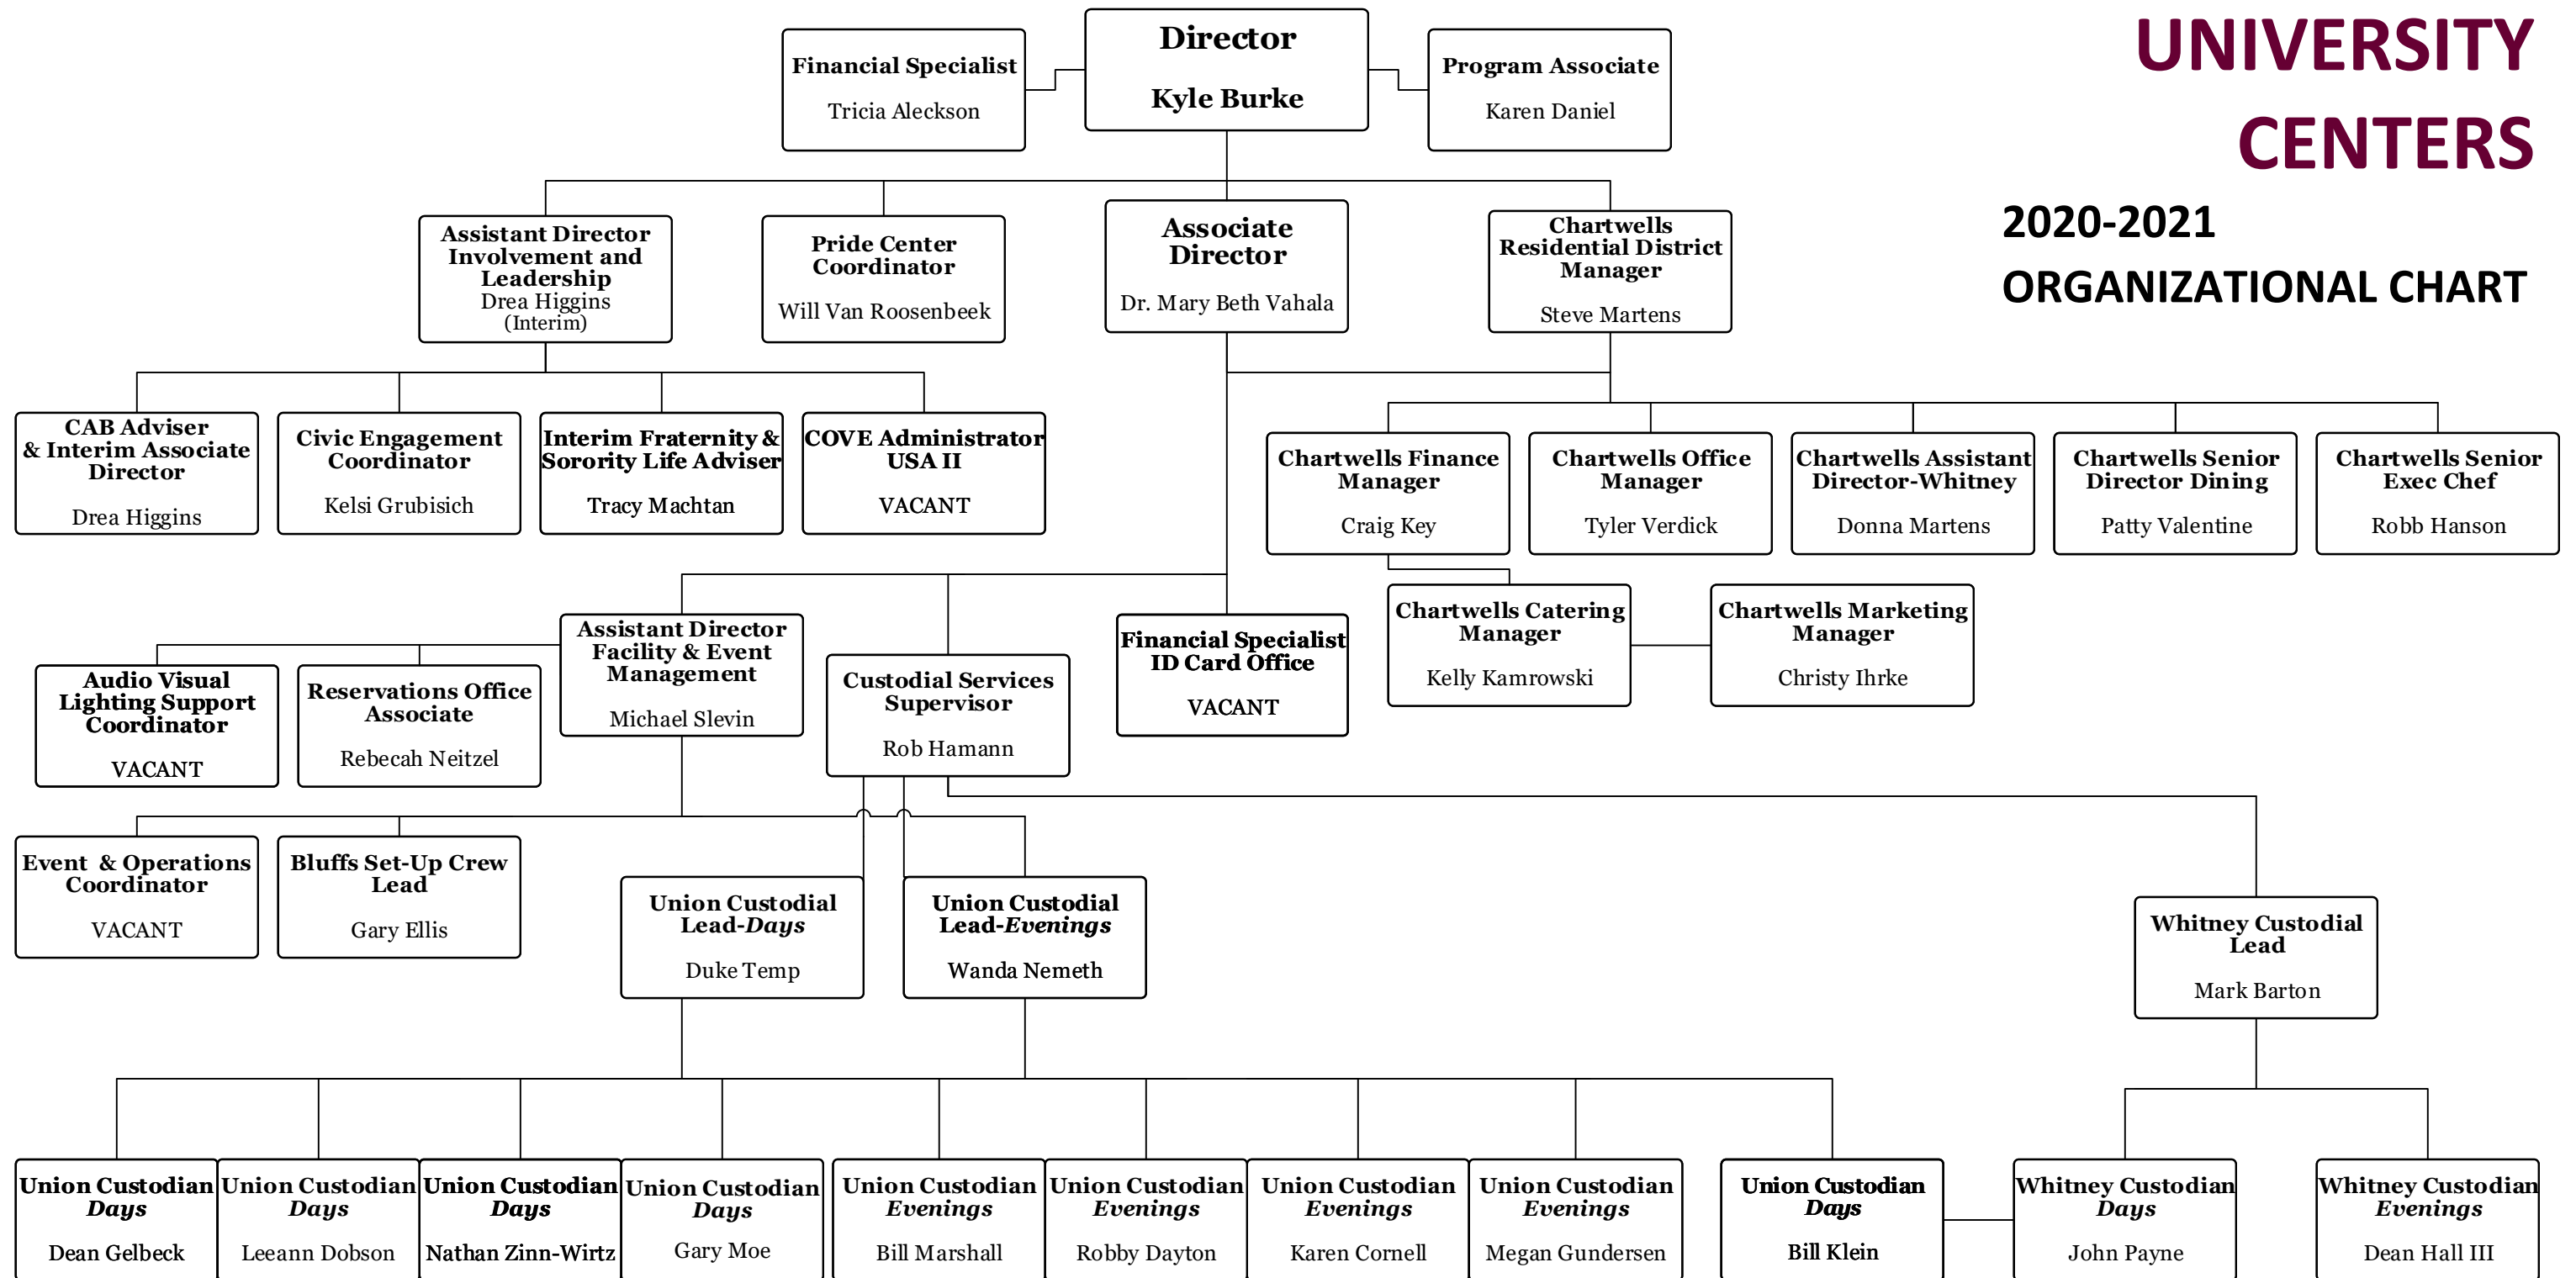 UNIVERSITY
CENTERS
2020-2021
ORGANIZATIONAL CHART
Director
Kyle Burke
Financial Specialist
Tricia Aleckson
Program Associate
Karen Daniel
Assistant Director
Involvement and
Leadership
Drea Higgins
(Interim)
Pride Center
Coordinator
Will Van Roosenbeek
Associate
Director
Dr. Mary Beth Vahala
Chartwells
Residential District
Manager
Steve Martens
CAB Adviser
& Interim Associate
Director
Drea Higgins
Civic Engagement
Coordinator
Kelsi Grubisich
Interim Fraternity &
Sorority Life Adviser
Tracy Machtan
COVE Administrator
USA II
VACANT
Chartwells Finance
Manager
Craig Key
Chartwells Office
Manager
Tyler Verdick
Chartwells Assistant
Director-Whitney
Donna Martens
Chartwells Senior
Director Dining
Patty Valentine
Chartwells Senior
Exec Chef
Robb Hanson
Chartwells Catering
Manager
Kelly Kamrowski
Chartwells Marketing
Manager
Christy Ihrke
Audio Visual
Lighting Support
Coordinator
VACANT
Reservations Office
Associate
Rebecah Neitzel
Assistant Director
Facility & Event
Management
Michael Slevin
Custodial Services
Supervisor
Rob Hamann
Financial Specialist
ID Card Office
VACANT
Event & Operations
Coordinator
VACANT
Bluffs Set-Up Crew
Lead
Gary Ellis
Union Custodial
Lead-Days
Duke Temp
Union Custodial
Lead-Evenings
Wanda Nemeth
Whitney Custodial
Lead
Mark Barton
Union Custodian
Days
Dean Gelbeck
Union Custodian
Days
Leeann Dobson
Union Custodian
Days
Nathan Zinn-Wirtz
Union Custodian
Days
Gary Moe
Union Custodian
Evenings
Bill Marshall
Union Custodian
Evenings
Robby Dayton
Union Custodian
Evenings
Karen Cornell
Union Custodian
Evenings
Megan Gundersen
Union Custodian
Days
Bill Klein
Whitney Custodian
Days
John Payne
Whitney Custodian
Evenings
Dean Hall III